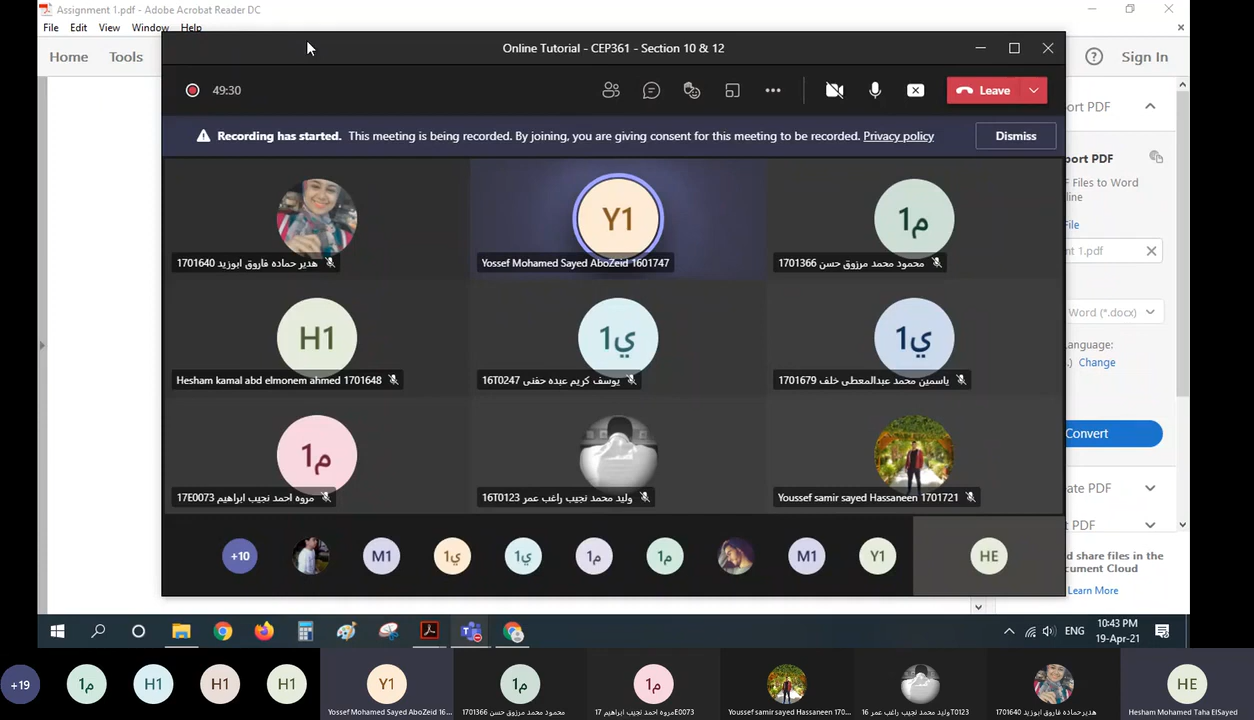 Assignment 1.pdf - Adobe Acrobat Reader DC
File Edit View Window Help
Home Tools
Sign In
Online Tutorial - CEP361 - Section 10 & 12
49:30
Leave
Recording has started. This meeting is being recorded. By joining, you are giving consent for this meeting to be recorded. Privacy policy
Dismiss
Y1
م1
هدير حماده فاروق ابوزيد 1701640
Yossef Mohamed Sayed AboZeid 1601747
محمود محمد مرزوق حسن 1701366
H1
ي1
ي1
Hesham kamal abd elmonem ahmed 1701648
يوسف كريم عبده حفنى 16T0247
ياسمين محمد عبدالمعطى خلف 1701679
م1
مروه احمد نجيب ابراهيم 17E0073
وليد محمد نجيب راغب عمر 16T0123
Youssef samir sayed Hassaneen 1701721
+10
M1
ي1
ي1
م1
م1
M1
Y1
HE
port PDF
port PDF
F Files to Word
nline
File
nt 1.pdf
Word (*.docx)
Language:
.) Change
Convert
ate PDF
t PDF
d share files in the
cument Cloud
Learn More
ENG
10:43 PM
19-Apr-21
+19
م1
H1
H1
H1
Y1
م1
م1
HE
Yossef Mohamed Sayed AboZeid 16...
محمود محمد مرزوق حسن 1701366
مروه احمد نجيب ابراهيم 17E0073
Youssef samir sayed Hassaneen 170...
وليد محمد نجيب راغب عمر 16T0123
هدير حماده فاروق ابوزيد 1701640
Hesham Mohamed Taha ElSayed